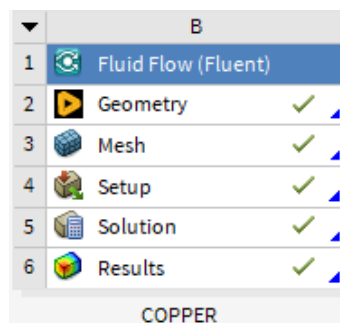 B
1 Fluid Flow (Fluent)
2 Geometry
3 Mesh
4 Setup
5 Solution
6 Results
COPPER